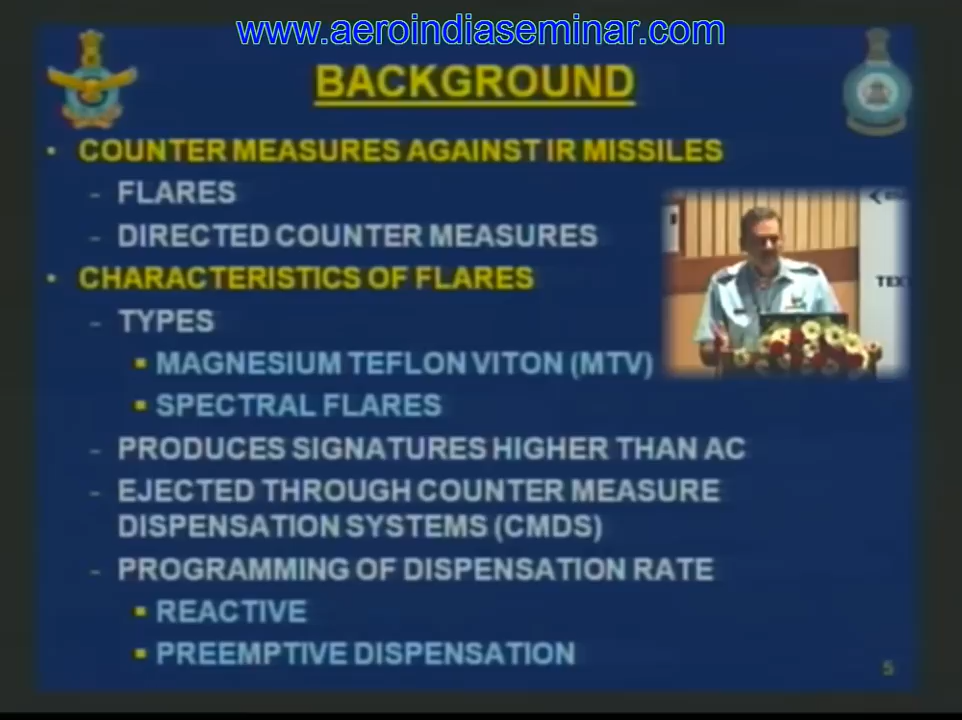 www.aeroindiaseminar.com
BACKGROUND
• COUNTER MEASURES AGAINST IR MISSILES
– FLARES
– DIRECTED COUNTER MEASURES
• CHARACTERISTICS OF FLARES
– TYPES
▪ MAGNESIUM TEFLON VITON (MTV)
▪ SPECTRAL FLARES
– PRODUCES SIGNATURES HIGHER THAN AC
– EJECTED THROUGH COUNTER MEASURE
DISPENSATION SYSTEMS (CMDS)
– PROGRAMMING OF DISPENSATION RATE
▪ REACTIVE
▪ PREEMPTIVE DISPENSATION
5